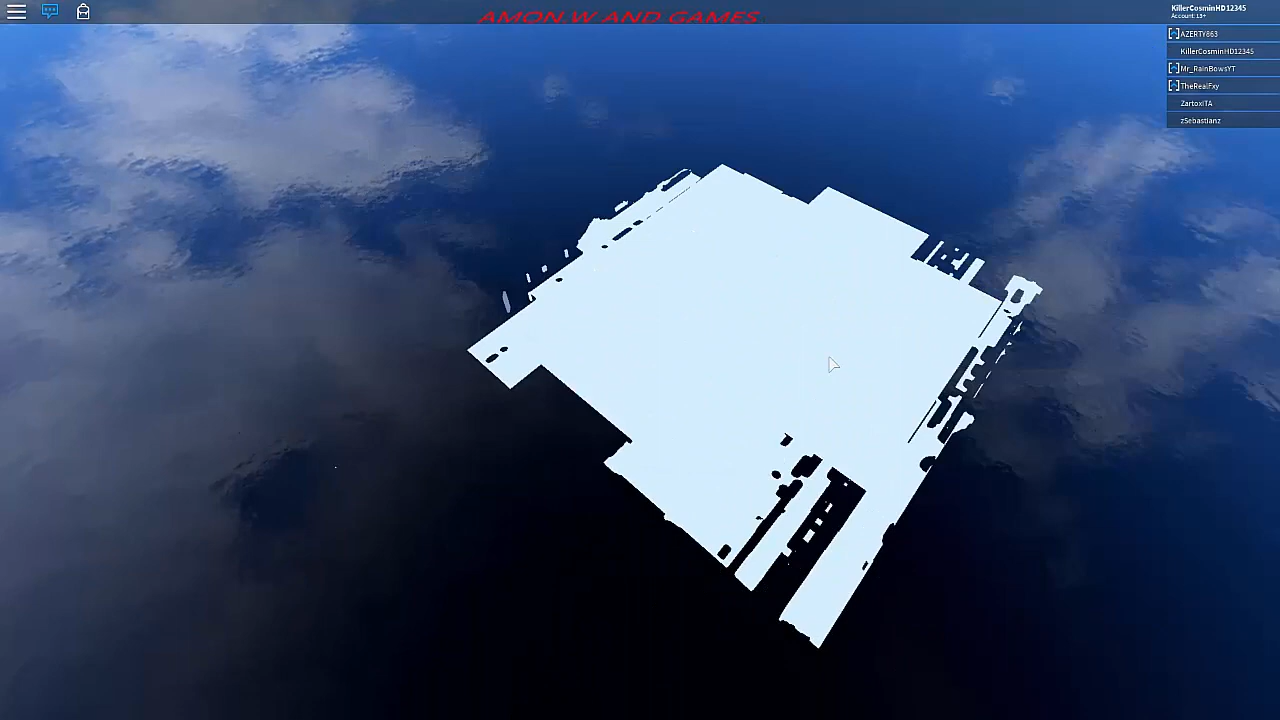 AMON.W AND GAMES
KillerCosminHD12345
Account: 13+
AZERTY863
KillerCosminHD12345
Mr_RainBowsYT
TheRealFxy
ZartoxITA
zSebastianz